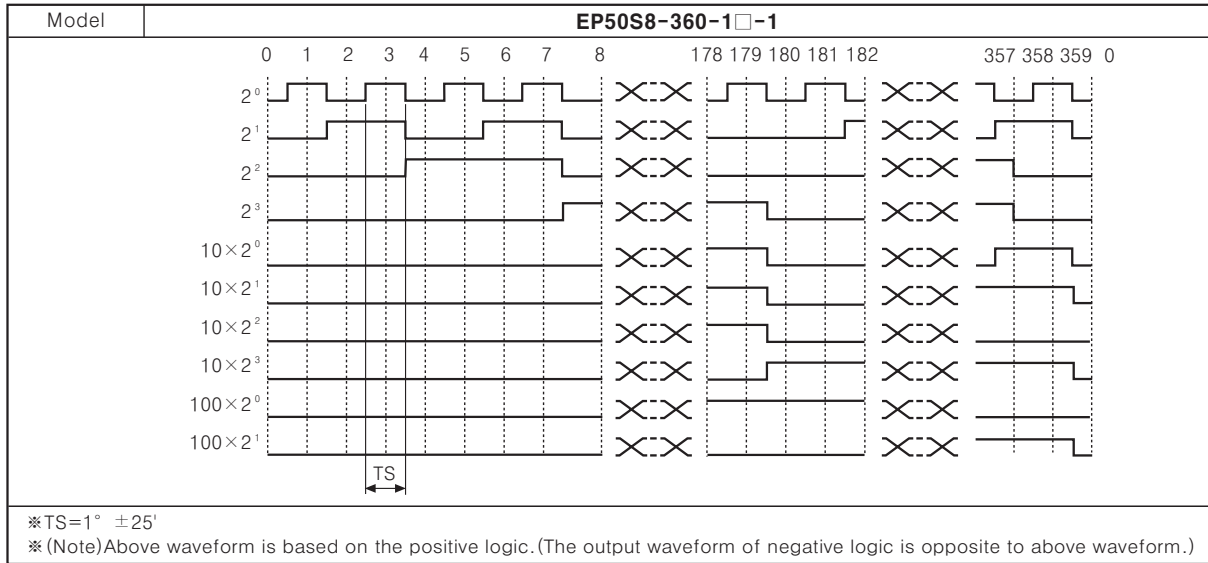 Model EP50S8-360-1□-1
0 1 2 3 4 5 6 7 8 178 179 180 181 182 357 358 359 0
2⁰
2¹
2²
2³
10×2⁰
10×2¹
10×2²
10×2³
100×2⁰
100×2¹
TS
※TS=1° ±25'
※(Note)Above waveform is based on the positive logic.(The output waveform of negative logic is opposite to above waveform.)